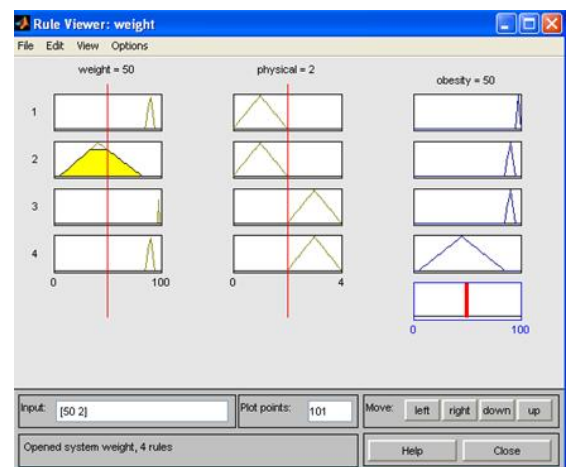 Rule Viewer: weight
File Edit View Options
weight = 50
physical = 2
obesity = 50
1
2
3
4
0 100
0 4
0 100
Input: [50 2]
Plot points: 101
Move: left right down up
Opened system weight, 4 rules
Help Close